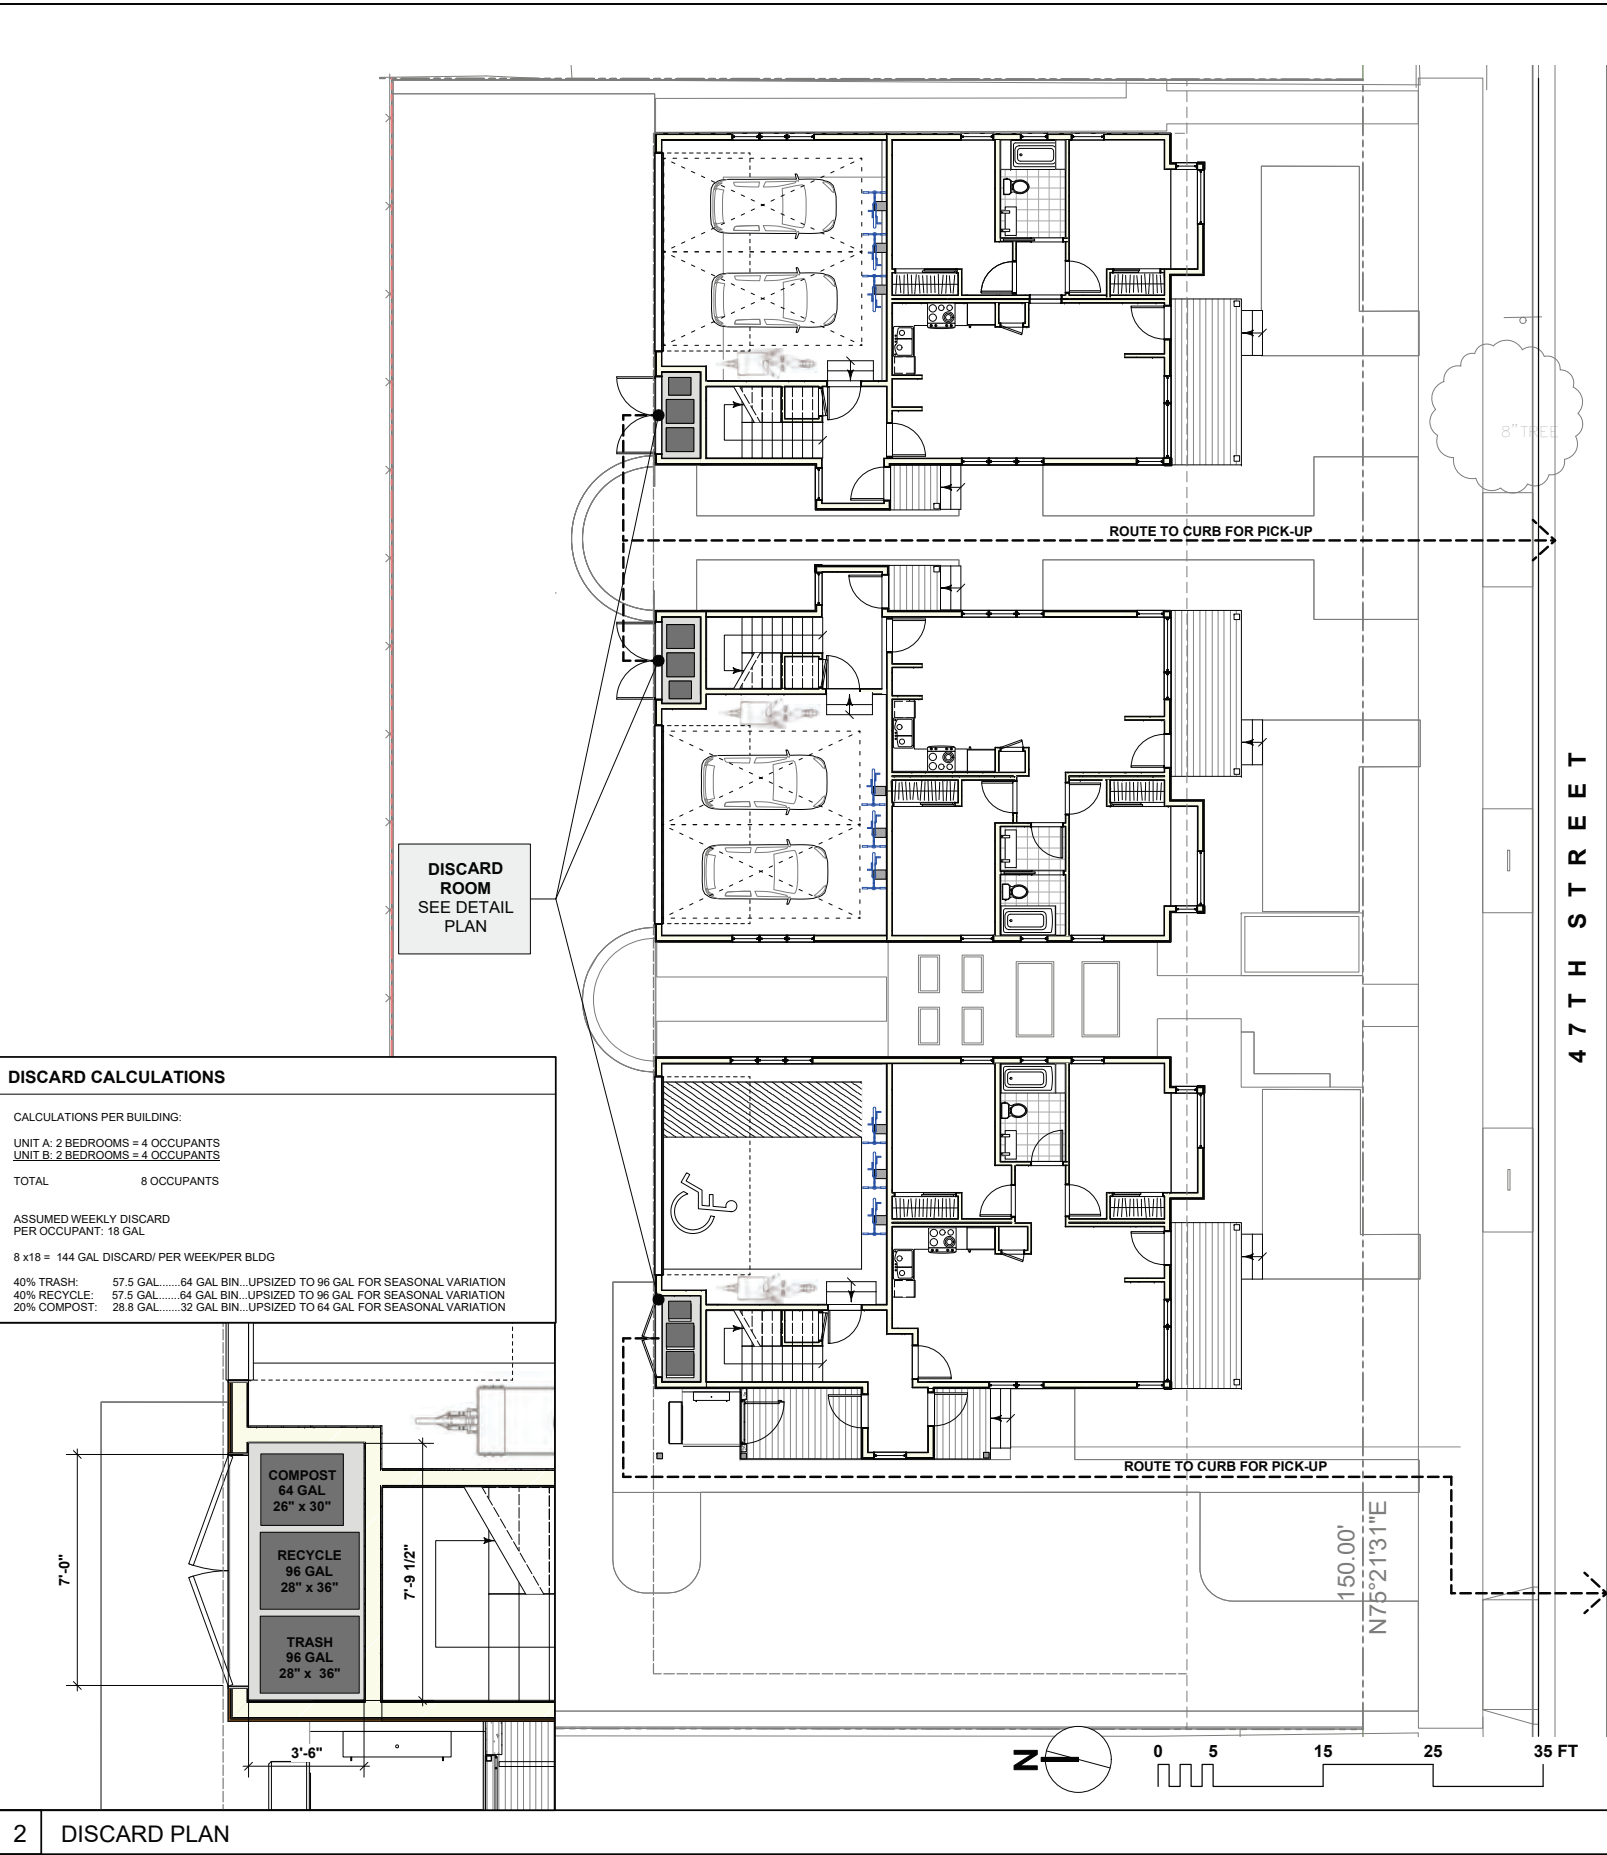 8" TREE
ROUTE TO CURB FOR PICK-UP
47TH STREET
DISCARD
ROOM
SEE DETAIL
PLAN
DISCARD CALCULATIONS
CALCULATIONS PER BUILDING:
UNIT A: 2 BEDROOMS = 4 OCCUPANTS
UNIT B: 2 BEDROOMS = 4 OCCUPANTS
TOTAL 8 OCCUPANTS
ASSUMED WEEKLY DISCARD
PER OCCUPANT: 18 GAL
8 x18 = 144 GAL DISCARD/ PER WEEK/PER BLDG
40% TRASH: 57.5 GAL.......64 GAL BIN...UPSIZED TO 96 GAL FOR SEASONAL VARIATION
40% RECYCLE: 57.5 GAL.......64 GAL BIN...UPSIZED TO 96 GAL FOR SEASONAL VARIATION
20% COMPOST: 28.8 GAL.......32 GAL BIN...UPSIZED TO 64 GAL FOR SEASONAL VARIATION
ROUTE TO CURB FOR PICK-UP
150.00'
N75°21'31"E
COMPOST
64 GAL
26" x 30"
RECYCLE
96 GAL
28" x 36"
TRASH
96 GAL
28" x 36"
7'-0"
7'-9 1/2"
3'-6"
N
0 5 15 25 35 FT
2 DISCARD PLAN